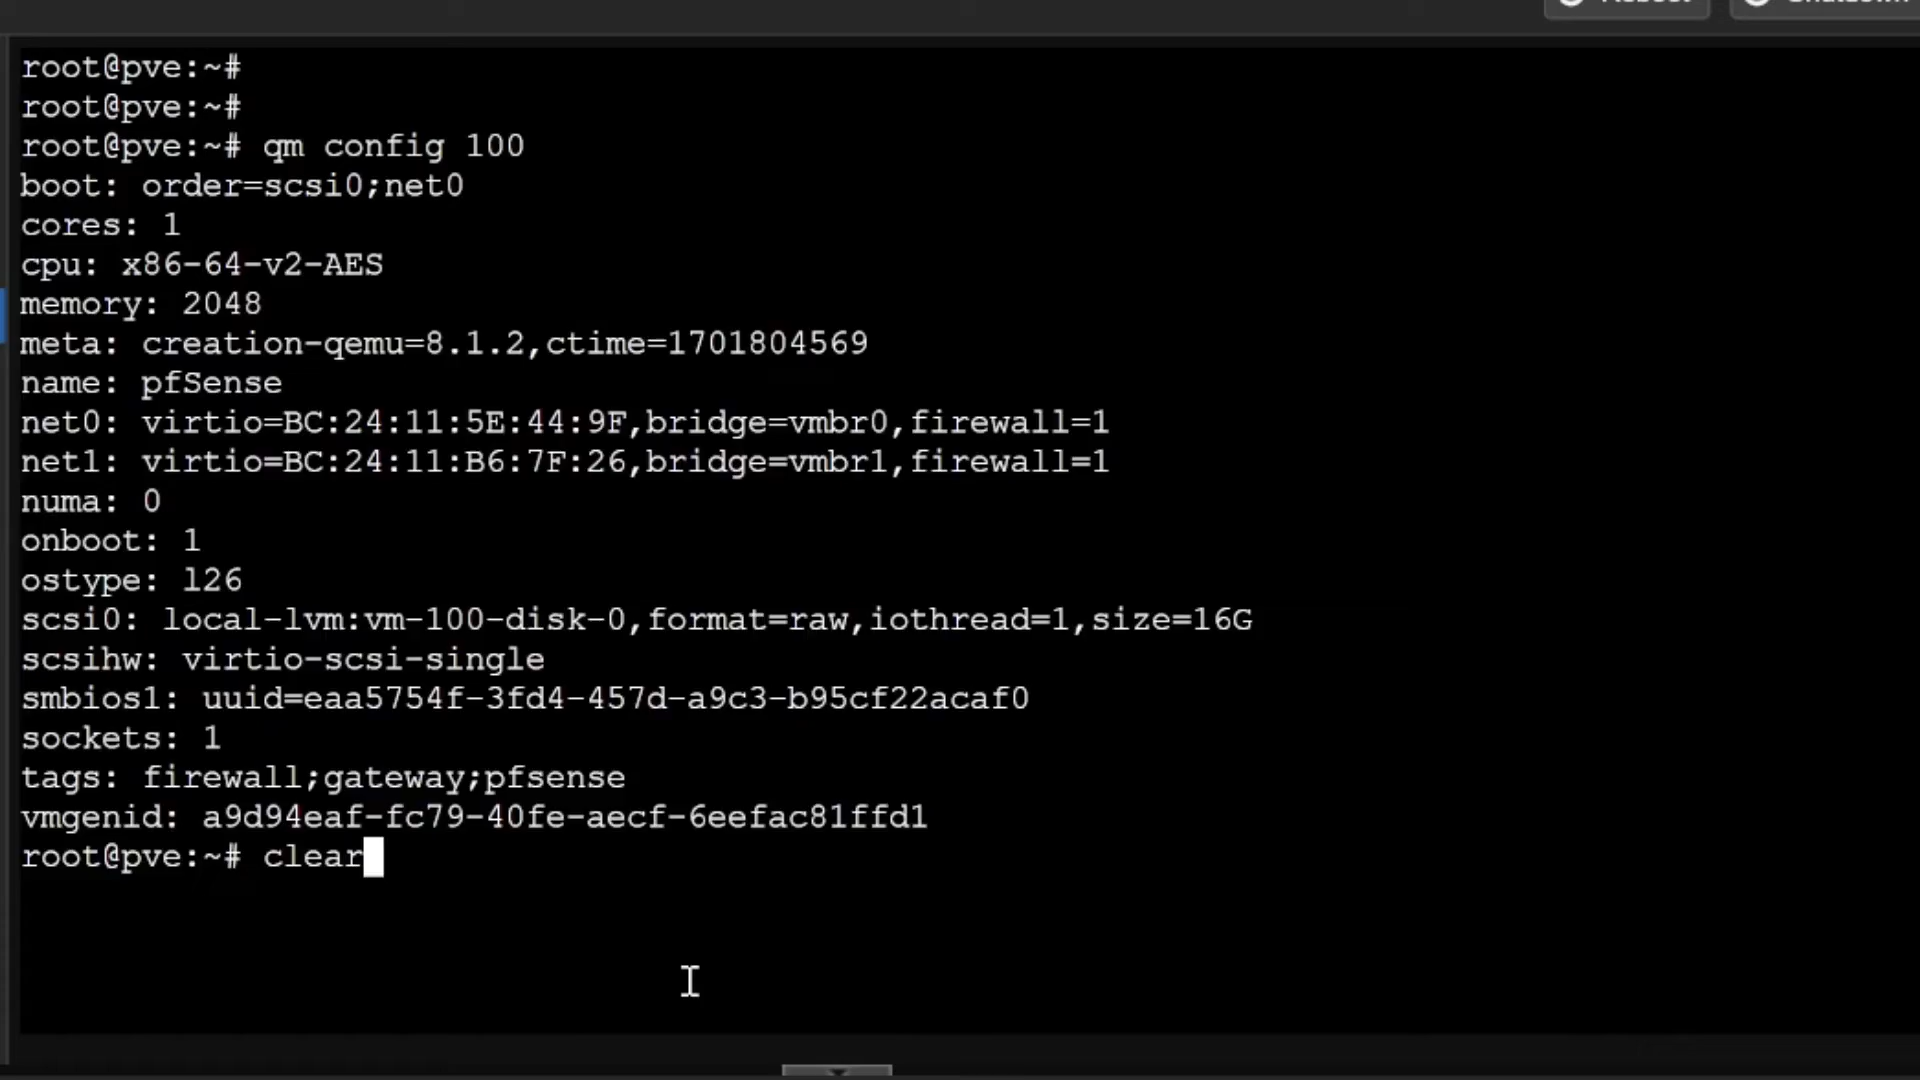 Reboot Shutdown
root@pve:~#
root@pve:~#
root@pve:~# qm config 100
boot: order=scsi0;net0
cores: 1
cpu: x86-64-v2-AES
memory: 2048
meta: creation-qemu=8.1.2,ctime=1701804569
name: pfSense
net0: virtio=BC:24:11:5E:44:9F,bridge=vmbr0,firewall=1
net1: virtio=BC:24:11:B6:7F:26,bridge=vmbr1,firewall=1
numa: 0
onboot: 1
ostype: l26
scsi0: local-lvm:vm-100-disk-0,format=raw,iothread=1,size=16G
scsihw: virtio-scsi-single
smbios1: uuid=eaa5754f-3fd4-457d-a9c3-b95cf22acaf0
sockets: 1
tags: firewall;gateway;pfsense
vmgenid: a9d94eaf-fc79-40fe-aecf-6eefac81ffd1
root@pve:~# clear